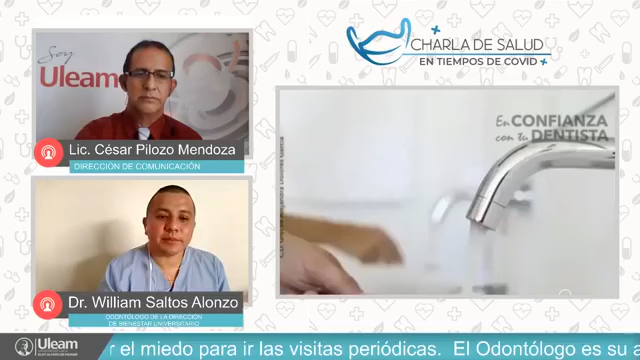 Soy
Uleam
Lic. César Pilozo Mendoza
DIRECCIÓN DE COMUNICACIÓN
Dr. William Saltos Alonzo
ODONTÓLOGO DE LA DIRECCIÓN
DE BIENESTAR UNIVERSITARIO
CHARLA DE SALUD
EN TIEMPOS DE COVID
En CONFIANZA
con tu DENTISTA
Uleam
r el miedo para ir las visitas periódicas. El Odontólogo es su a